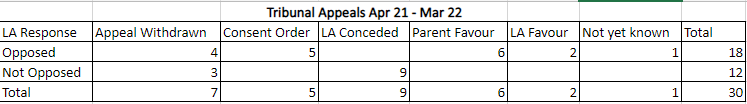 Tribunal Appeals Apr 21 - Mar 22
LA Response Appeal Withdrawn Consent Order LA Conceded Parent Favour LA Favour Not yet known Total
Opposed 4 5 6 2 1 18
Not Opposed 3 9 12
Total 7 5 9 6 2 1 30